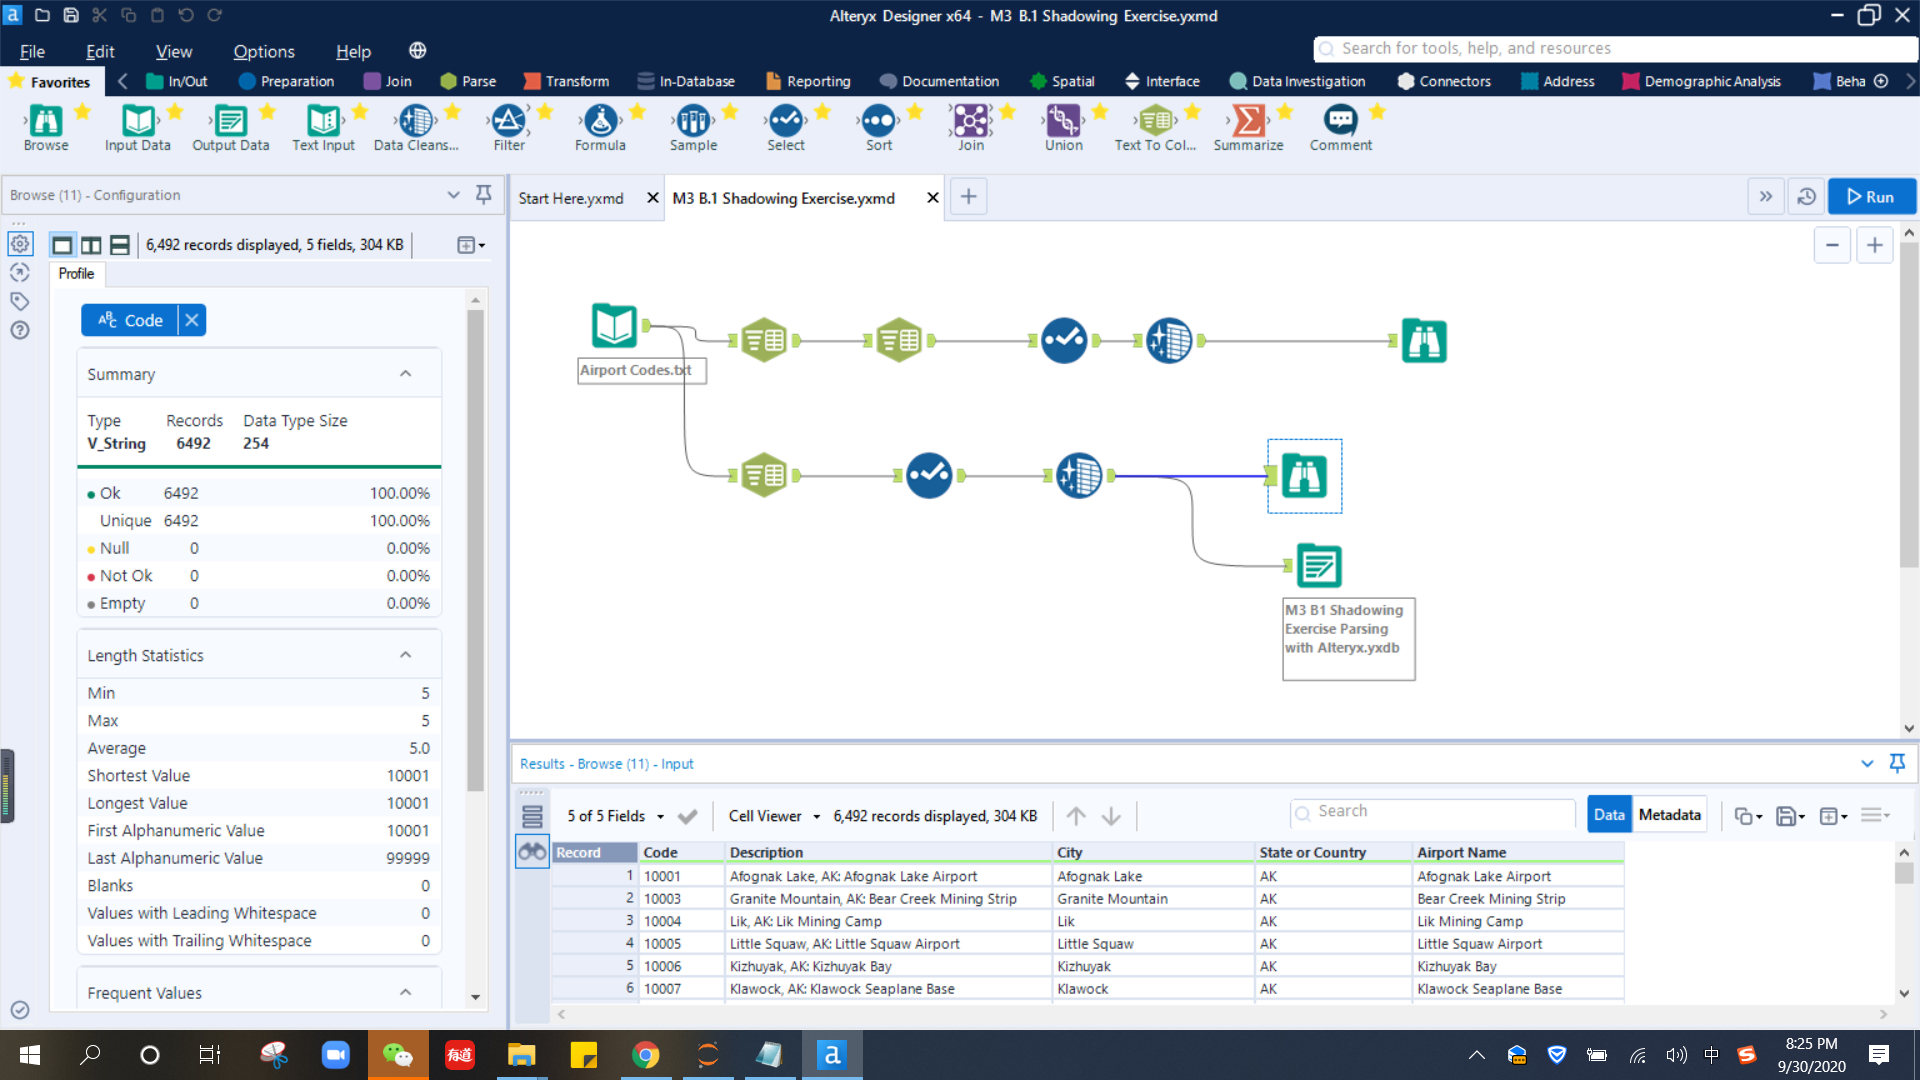 Alteryx Designer x64 - M3 B.1 Shadowing Exercise.yxmd
File Edit View Options Help
Search for tools, help, and resources
Favorites In/Out Preparation Join Parse Transform In-Database Reporting Documentation Spatial Interface Data Investigation Connectors Address Demographic Analysis Beha
Browse Input Data Output Data Text Input Data Cleans... Filter Formula Sample Select Sort Join Union Text To Col... Summarize Comment
Browse (11) - Configuration
Start Here.yxmd
M3 B.1 Shadowing Exercise.yxmd
Run
6,492 records displayed, 5 fields, 304 KB
Profile
ABC Code
Summary
Type Records Data Type Size
V_String 6492 254
Ok 6492 100.00%
Unique 6492 100.00%
Null 0 0.00%
Not Ok 0 0.00%
Empty 0 0.00%
Length Statistics
Min 5
Max 5
Average 5.0
Shortest Value 10001
Longest Value 10001
First Alphanumeric Value 10001
Last Alphanumeric Value 99999
Blanks 0
Values with Leading Whitespace 0
Values with Trailing Whitespace 0
Frequent Values
Airport Codes.txt
M3 B1 Shadowing
Exercise Parsing
with Alteryx.yxdb
Results - Browse (11) - Input
5 of 5 Fields Cell Viewer 6,492 records displayed, 304 KB Search Data Metadata
Record Code Description City State or Country Airport Name
1 10001 Afognak Lake, AK: Afognak Lake Airport Afognak Lake AK Afognak Lake Airport
2 10003 Granite Mountain, AK: Bear Creek Mining Strip Granite Mountain AK Bear Creek Mining Strip
3 10004 Lik, AK: Lik Mining Camp Lik AK Lik Mining Camp
4 10005 Little Squaw, AK: Little Squaw Airport Little Squaw AK Little Squaw Airport
5 10006 Kizhuyak, AK: Kizhuyak Bay Kizhuyak AK Kizhuyak Bay
6 10007 Klawock, AK: Klawock Seaplane Base Klawock AK Klawock Seaplane Base
有道
中
8:25 PM
9/30/2020